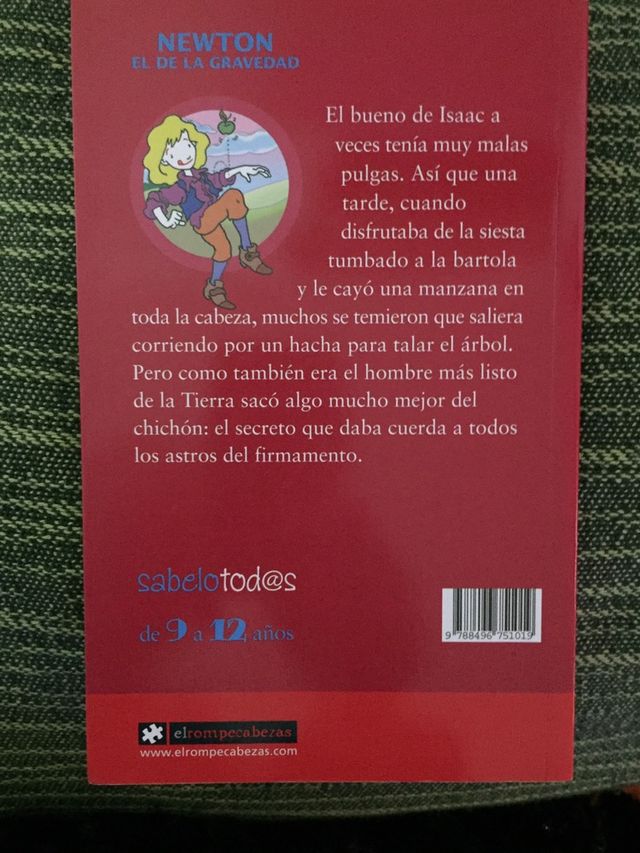 NEWTON
EL DE LA GRAVEDAD
El bueno de Isaac a
veces tenía muy malas
pulgas. Así que una
tarde, cuando
disfrutaba de la siesta
tumbado a la bartola
y le cayó una manzana en
toda la cabeza, muchos se temieron que saliera
corriendo por un hacha para talar el árbol.
Pero como también era el hombre más listo
de la Tierra sacó algo mucho mejor del
chichón: el secreto que daba cuerda a todos
los astros del firmamento.
sabelotod@s
de 9 a 12 años
9 788496 751019
elrompecabezas
www.elrompecabezas.com